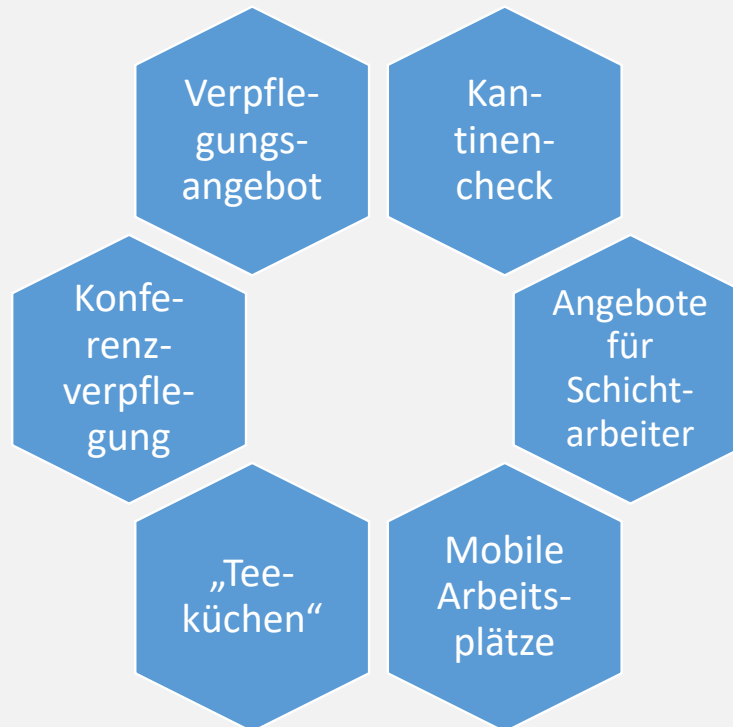 Verpfle-
gungs-
angebot
Kan-
tinen-
check
Konfe-
renz-
verpfle-
gung
Angebote
für
Schicht-
arbeiter
„Tee-
küchen“
Mobile
Arbeits-
plätze